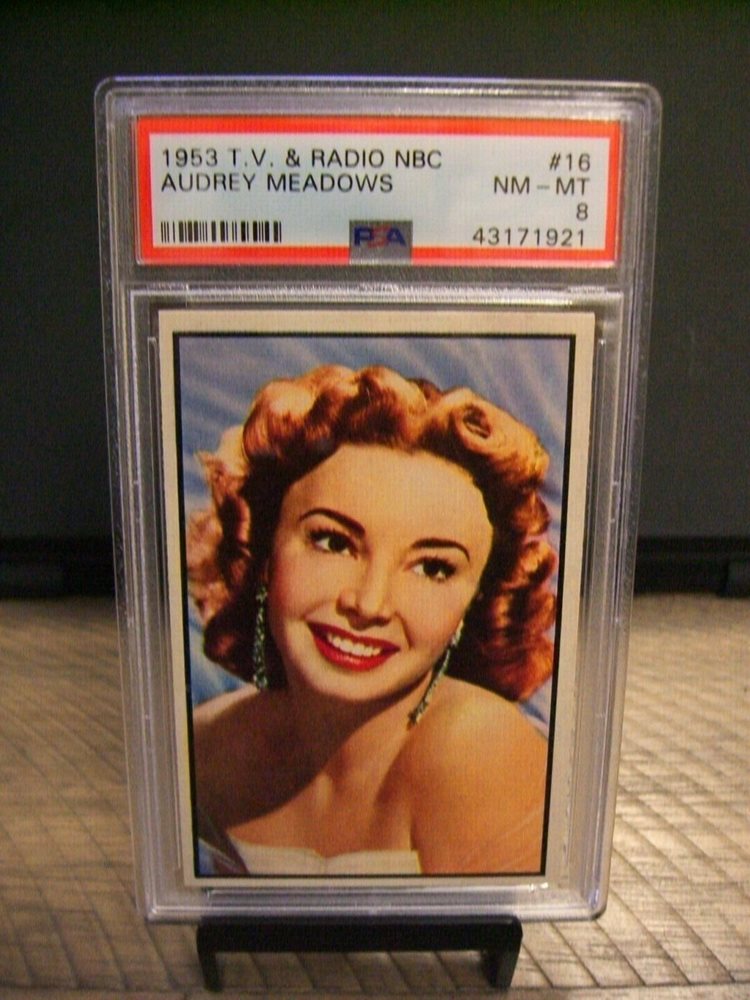 1953 T.V. & RADIO NBC #16
AUDREY MEADOWS NM - MT
8
PSA 43171921